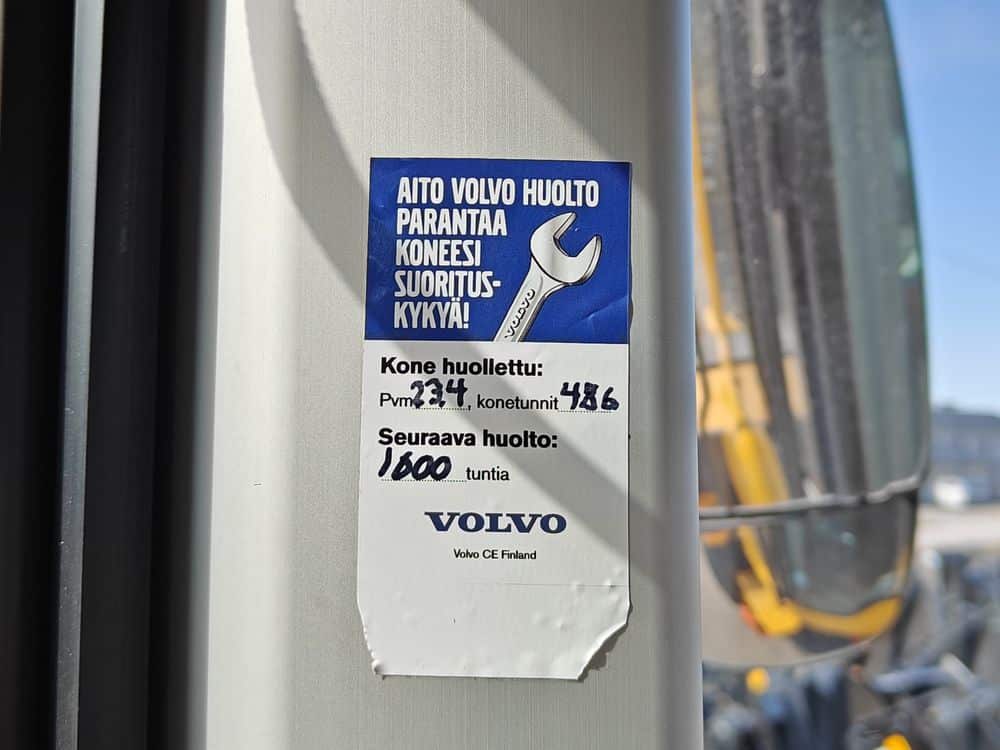 AITO VOLVO HUOLTO
PARANTAA
KONEESI
SUORITUS-
KYKYÄ!
VOLVO
Kone huollettu:
Pvm 23.4, konetunnit 486
Seuraava huolto:
1000 tuntia
VOLVO
Volvo CE Finland